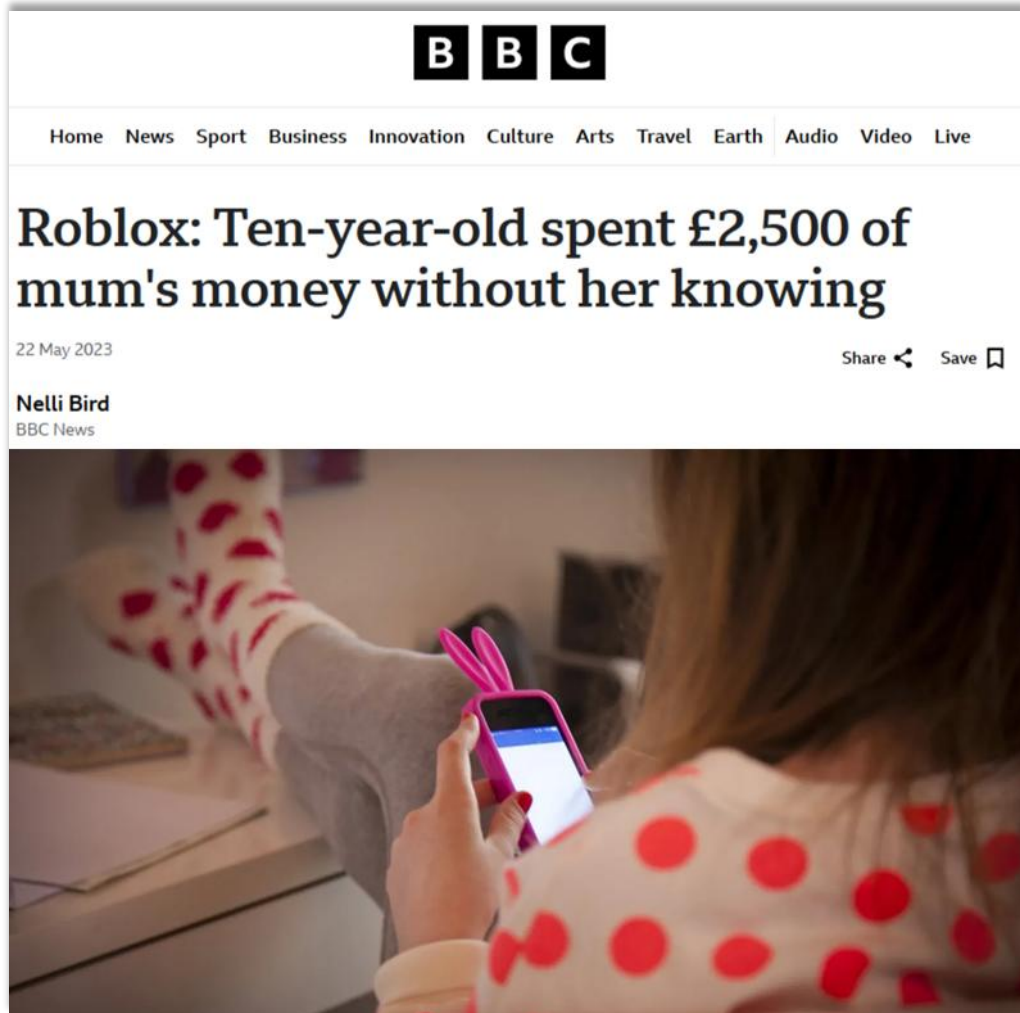 BBC
Home News Sport Business Innovation Culture Arts Travel Earth Audio Video Live
Roblox: Ten-year-old spent £2,500 of
mum's money without her knowing
22 May 2023
Share Save
Nelli Bird
BBC News